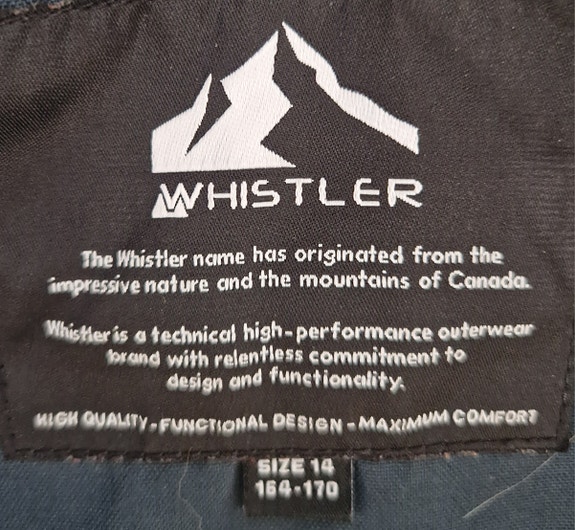 WHISTLER
The Whistler name has originated from the
impressive nature and the mountains of Canada.
Whistler is a technical high-performance outerwear
brand with relentless commitment to
design and functionality.
HIGH QUALITY - FUNCTIONAL DESIGN - MAXIMUM COMFORT
SIZE 14
164-170